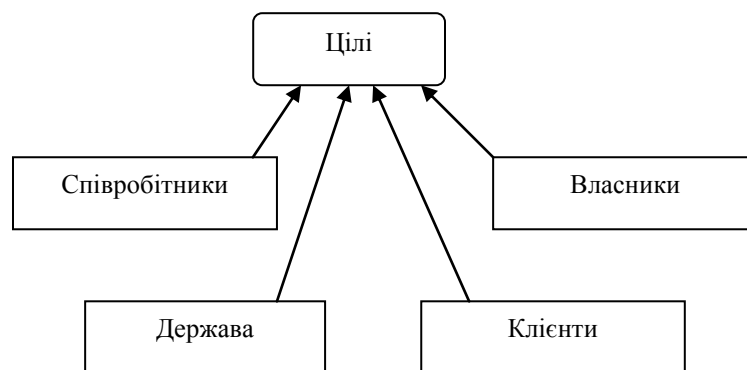 Цілі
Співробітники
Власники
Держава
Клієнти